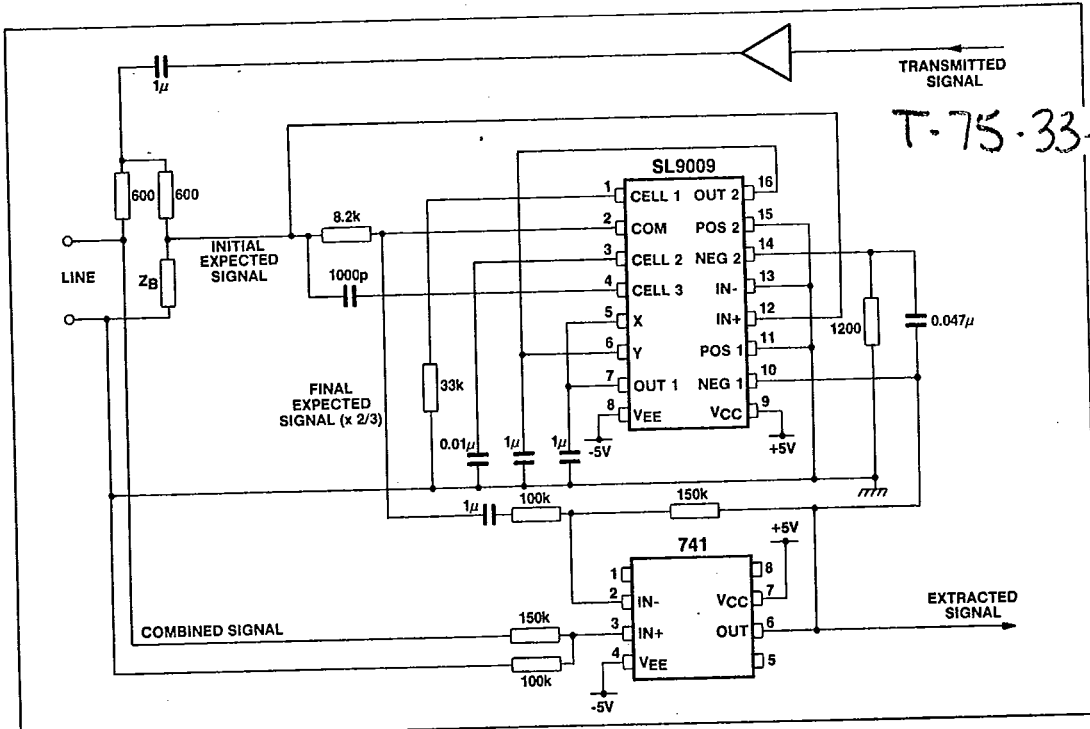 1µ
TRANSMITTED
SIGNAL
T-75-33-
SL9009
600
600
INITIAL
EXPECTED
SIGNAL
8.2k
1000p
LINE
ZB
1 CELL 1
2 COM
3 CELL 2
4 CELL 3
5 X
6 Y
7 OUT 1
8 VEE
OUT 2 16
POS 2 15
NEG 2 14
IN- 13
IN+ 12
POS 1 11
NEG 1 10
VCC 9
-5V
+5V
1200
0.047µ
33k
FINAL
EXPECTED
SIGNAL (x 2/3)
0.01µ
1µ
1µ
1µ
100k
150k
+5V
741
1
2 IN-
3 IN+
4 VEE
8
VCC 7
OUT 6
5
-5V
COMBINED SIGNAL
150k
100k
EXTRACTED
SIGNAL